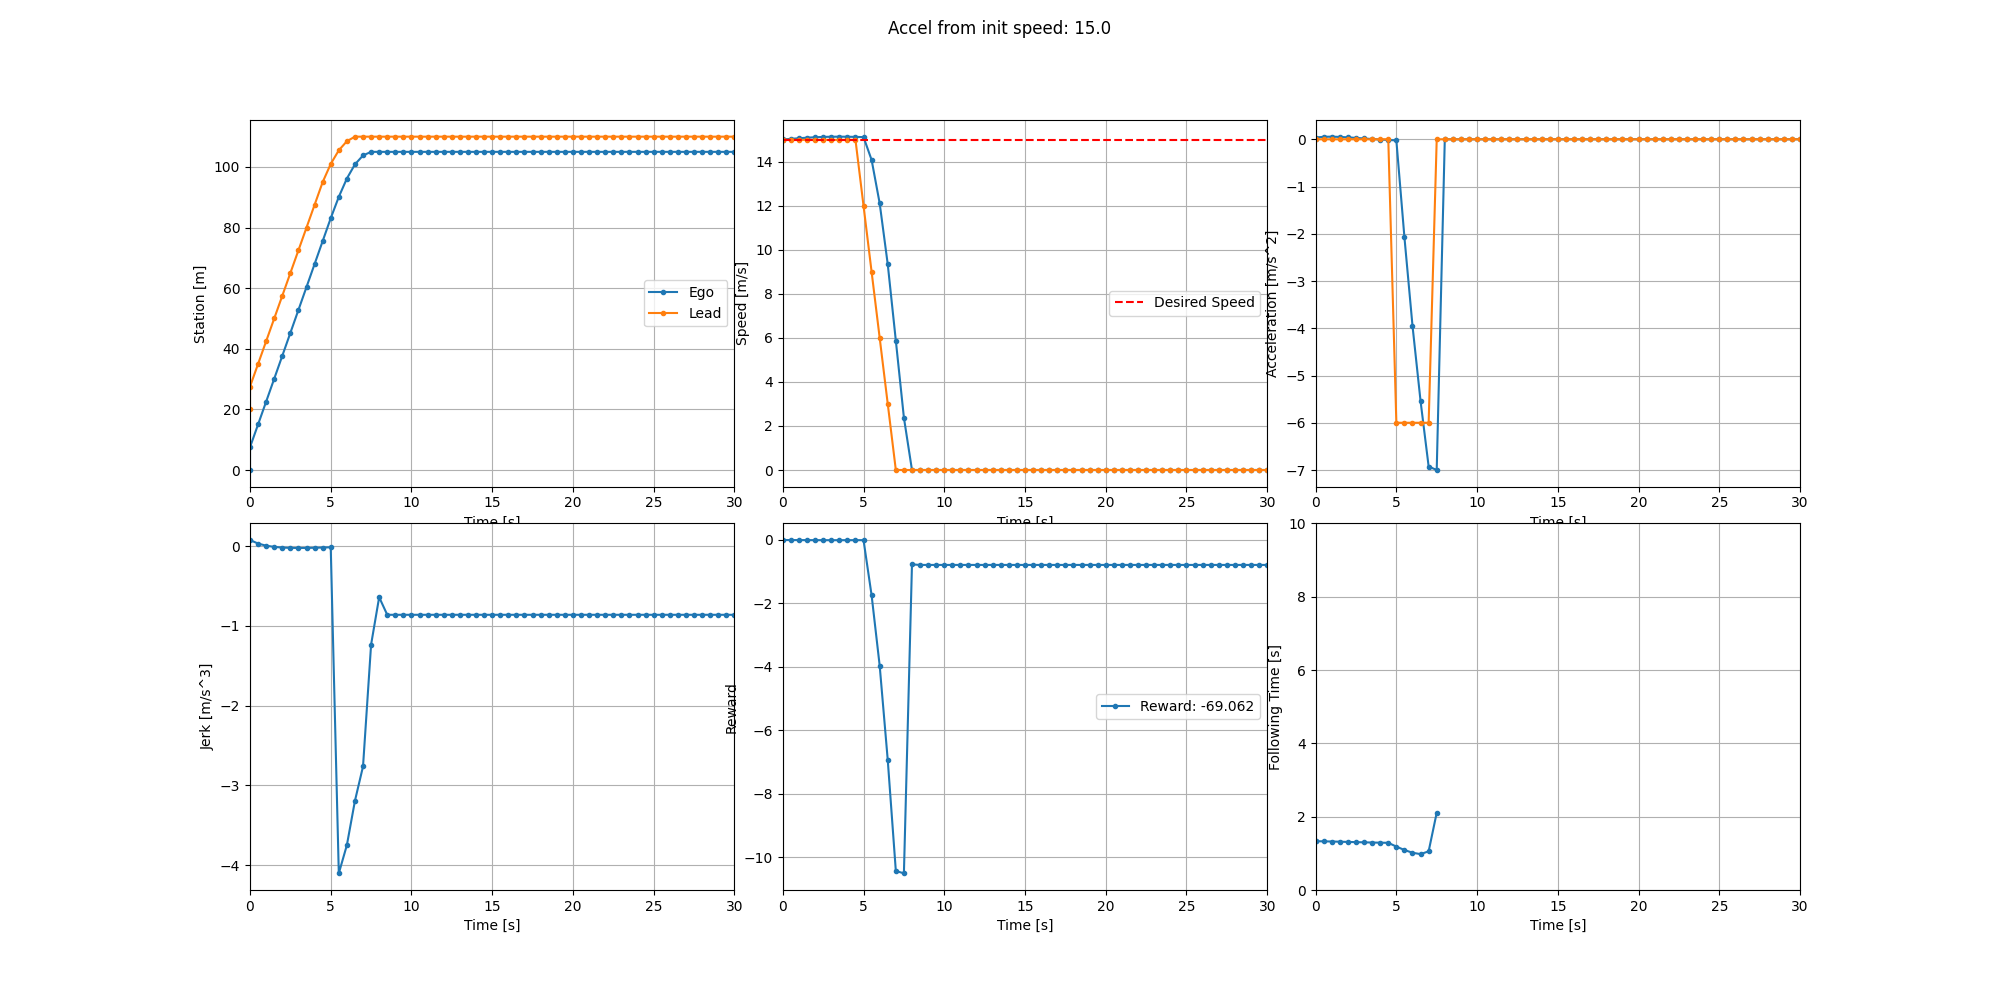 Accel from init speed: 15.0
Station [m]
100
80
60
40
20
0
0 5 10 15 20 25 30
Time [s]
Ego
Lead
Speed [m/s]
14
12
10
8
6
4
2
0
0 5 10 15 20 25 30
Time [s]
Desired Speed
Acceleration [m/s^2]
0
−1
−2
−3
−4
−5
−6
−7
0 5 10 15 20 25 30
Time [s]
Jerk [m/s^3]
0
−1
−2
−3
−4
0 5 10 15 20 25 30
Time [s]
Reward
0
−2
−4
−6
−8
−10
0 5 10 15 20 25 30
Time [s]
Reward: -69.062
Following Time [s]
10
8
6
4
2
0
0 5 10 15 20 25 30
Time [s]